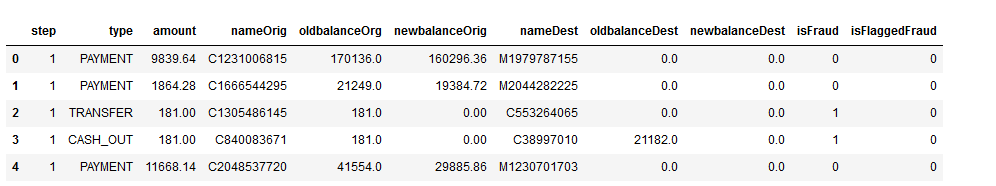 step type amount nameOrig oldbalanceOrg newbalanceOrig nameDest oldbalanceDest newbalanceDest isFraud isFlaggedFraud
0 1 PAYMENT 9839.64 C1231006815 170136.0 160296.36 M1979787155 0.0 0.0 0 0
1 1 PAYMENT 1864.28 C1666544295 21249.0 19384.72 M2044282225 0.0 0.0 0 0
2 1 TRANSFER 181.00 C1305486145 181.0 0.00 C553264065 0.0 0.0 1 0
3 1 CASH_OUT 181.00 C840083671 181.0 0.00 C38997010 21182.0 0.0 1 0
4 1 PAYMENT 11668.14 C2048537720 41554.0 29885.86 M1230701703 0.0 0.0 0 0